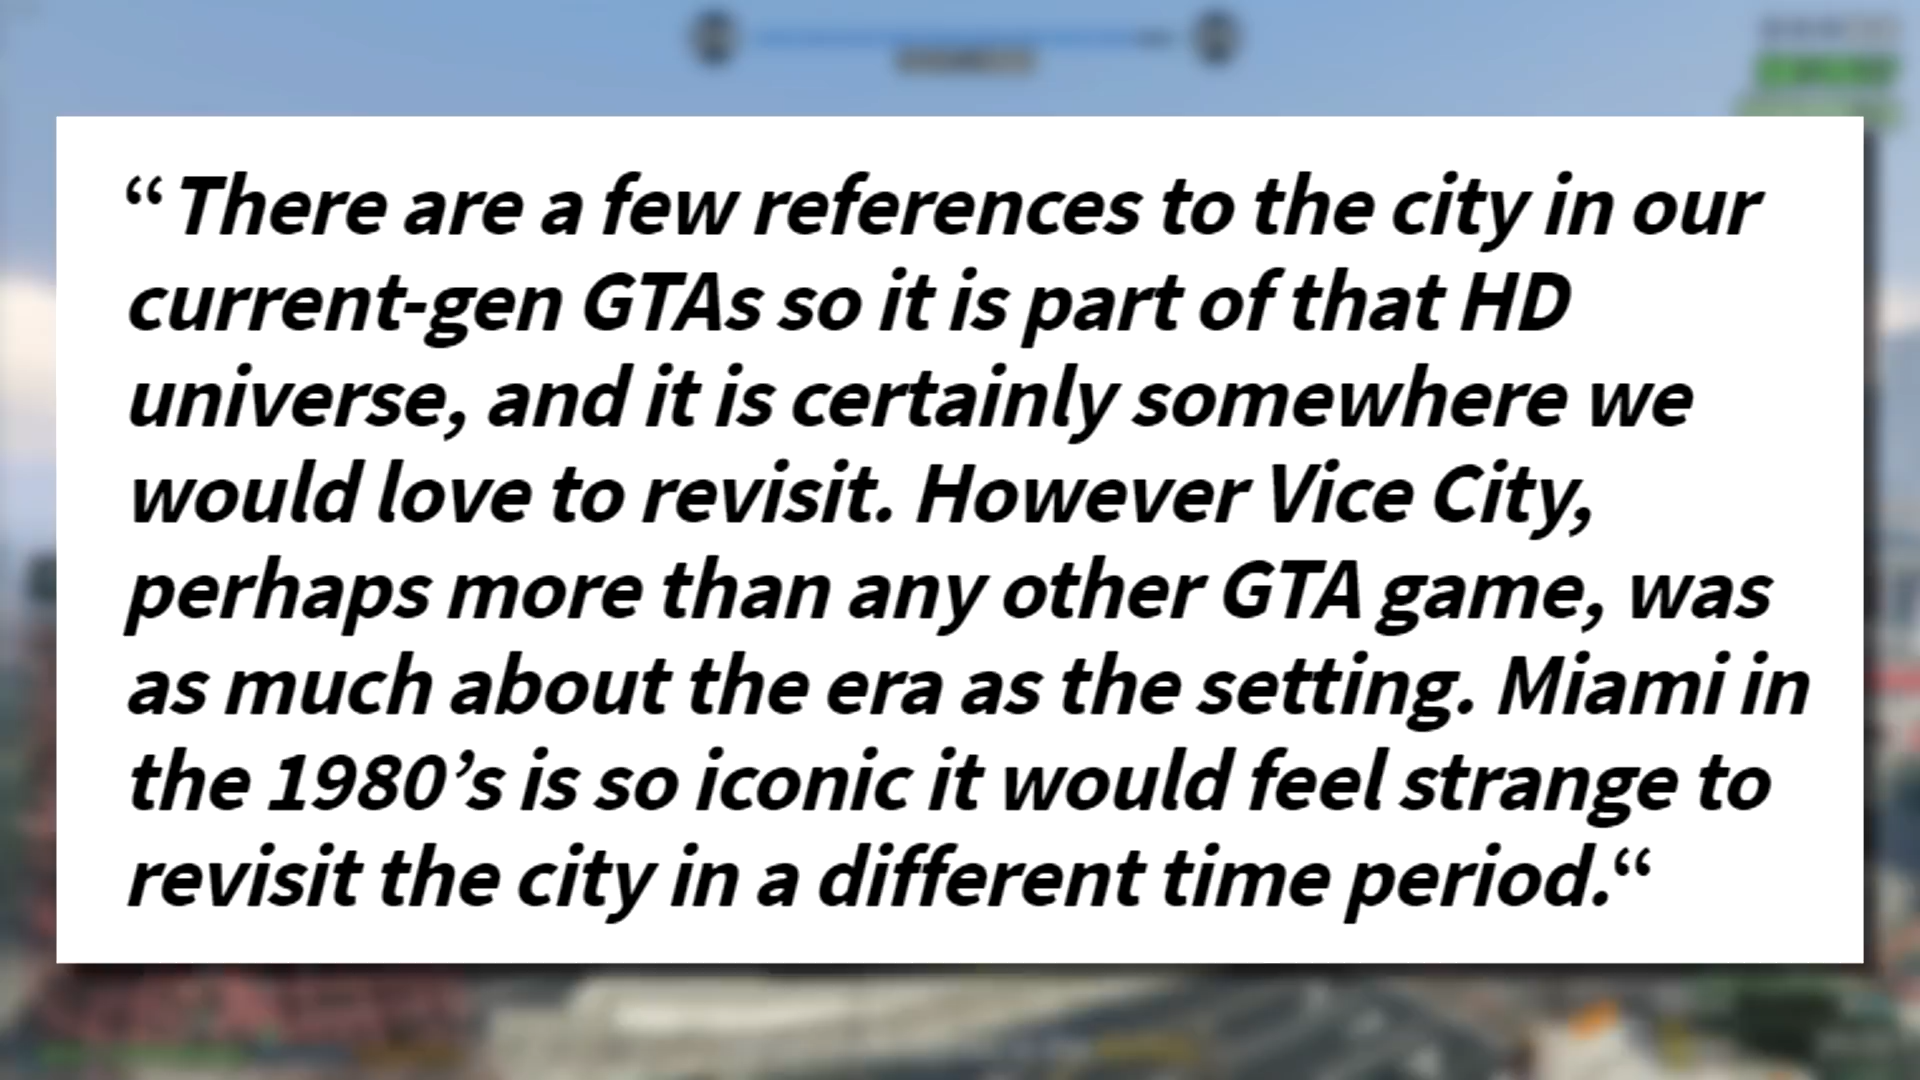 “ There are a few references to the city in our
current-gen GTAs so it is part of that HD
universe, and it is certainly somewhere we
would love to revisit. However Vice City,
perhaps more than any other GTA game, was
as much about the era as the setting. Miami in
the 1980’s is so iconic it would feel strange to
revisit the city in a different time period.“